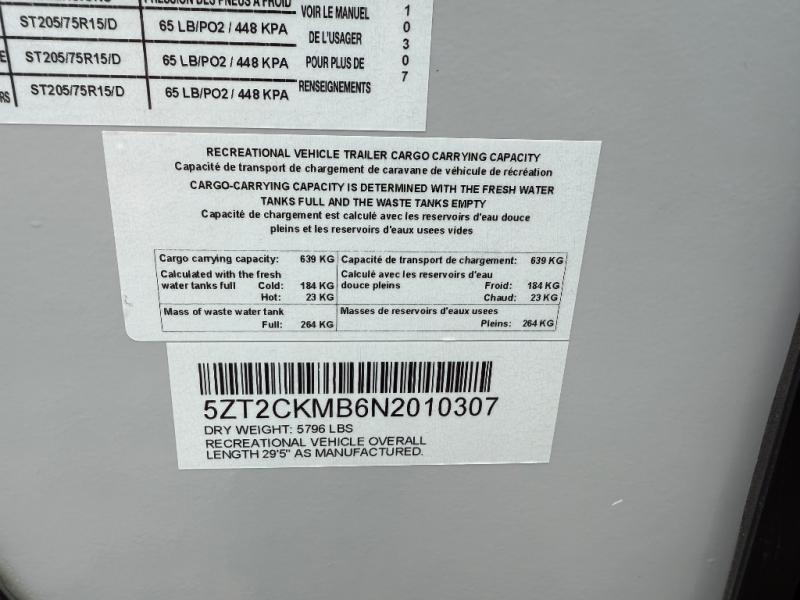 PRESSION DES PNEUS À FROID
ST205/75R15/D 65 LB/PO2 / 448 KPA
ST205/75R15/D 65 LB/PO2 / 448 KPA
RS ST205/75R15/D 65 LB/PO2 / 448 KPA
VOIR LE MANUEL
DE L'USAGER
POUR PLUS DE
RENSEIGNEMENTS
1
0
3
0
7
RECREATIONAL VEHICLE TRAILER CARGO CARRYING CAPACITY
Capacité de transport de chargement de caravane de véhicule de récréation
CARGO-CARRYING CAPACITY IS DETERMINED WITH THE FRESH WATER
TANKS FULL AND THE WASTE TANKS EMPTY
Capacité de chargement est calculé avec les reservoirs d'eau douce
pleins et les reservoirs d'eaux usees vides
Cargo carrying capacity: 639 KG
Calculated with the fresh
water tanks full Cold: 184 KG
Hot: 23 KG
Mass of waste water tank
Full: 264 KG
Capacité de transport de chargement: 639 KG
Calculé avec les reservoirs d'eau
douce pleins Froid: 184 KG
Chaud: 23 KG
Masses de reservoirs d'eaux usees
Pleins: 264 KG
5ZT2CKMB6N2010307
DRY WEIGHT: 5796 LBS
RECREATIONAL VEHICLE OVERALL
LENGTH 29'5" AS MANUFACTURED.